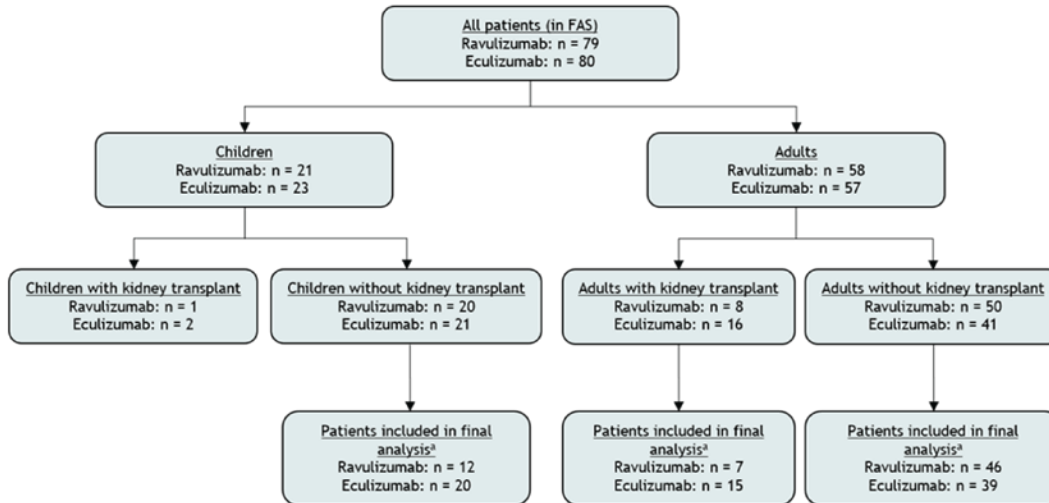 All patients (in FAS)
Ravulizumab: n = 79
Eculizumab: n = 80
Children
Ravulizumab: n = 21
Eculizumab: n = 23
Adults
Ravulizumab: n = 58
Eculizumab: n = 57
Children with kidney transplant
Ravulizumab: n = 1
Eculizumab: n = 2
Children without kidney transplant
Ravulizumab: n = 20
Eculizumab: n = 21
Adults with kidney transplant
Ravulizumab: n = 8
Eculizumab: n = 16
Adults without kidney transplant
Ravulizumab: n = 50
Eculizumab: n = 41
Patients included in final
analysisᵃ
Ravulizumab: n = 12
Eculizumab: n = 20
Patients included in final
analysisᵃ
Ravulizumab: n = 7
Eculizumab: n = 15
Patients included in final
analysisᵃ
Ravulizumab: n = 46
Eculizumab: n = 39